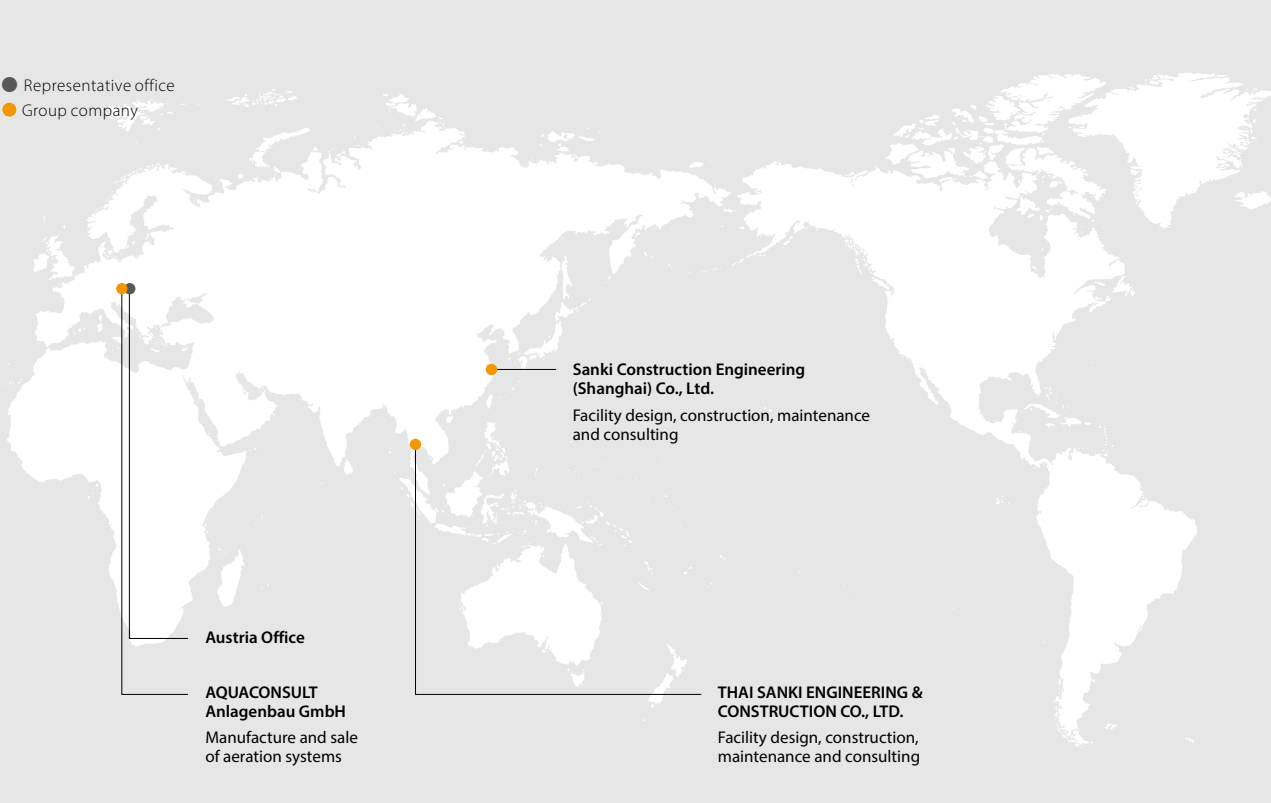 Representative office
Group company
Sanki Construction Engineering
(Shanghai) Co., Ltd.
Facility design, construction, maintenance
and consulting
Austria Office
AQUACONSULT
Anlagenbau GmbH
Manufacture and sale
of aeration systems
THAI SANKI ENGINEERING &
CONSTRUCTION CO., LTD.
Facility design, construction,
maintenance and consulting